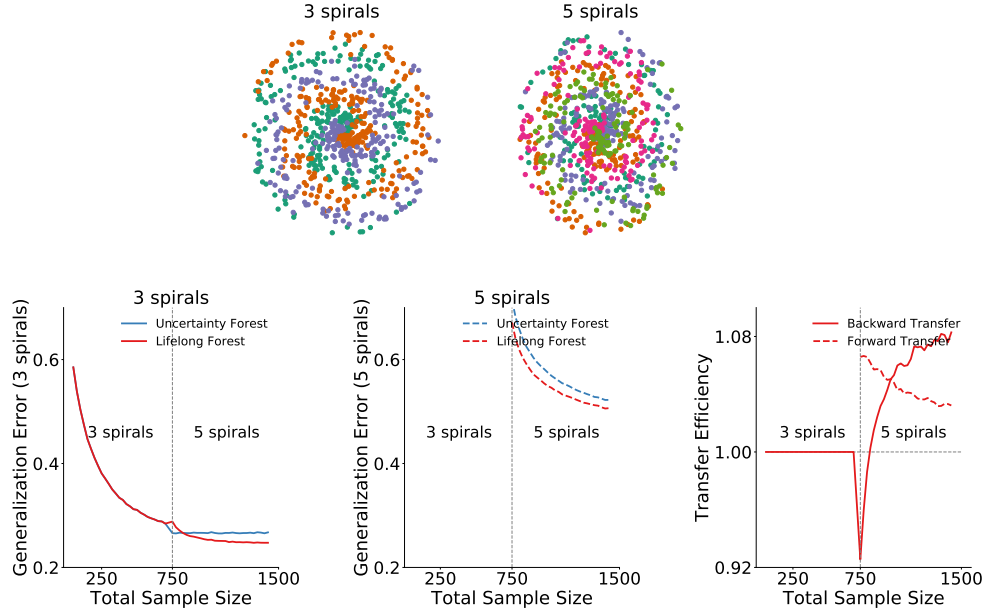 3 spirals
5 spirals
3 spirals
Generalization Error (3 spirals)
0.6
0.4
0.2
Uncertainty Forest
Lifelong Forest
3 spirals
5 spirals
250
750
1500
Total Sample Size
5 spirals
Generalization Error (5 spirals)
0.6
0.4
0.2
Uncertainty Forest
Lifelong Forest
3 spirals
5 spirals
250
750
1500
Total Sample Size
Transfer Efficiency
1.08
1.00
0.92
Backward Transfer
Forward Transfer
3 spirals
5 spirals
250
750
1500
Total Sample Size